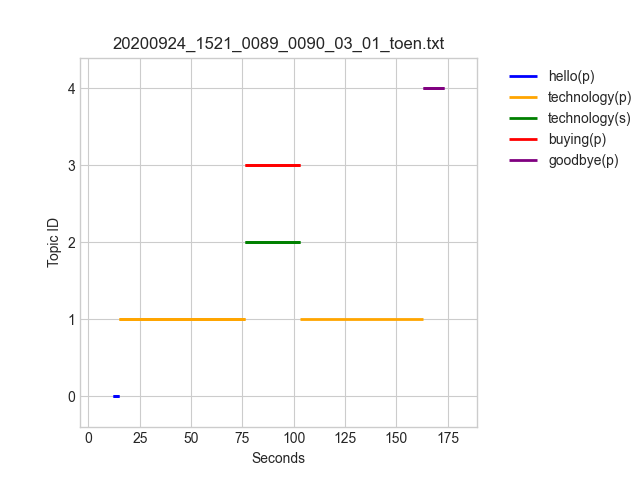 20200924_1521_0089_0090_03_01_toen.txt
hello(p)
technology(p)
technology(s)
buying(p)
goodbye(p)
Topic ID
4
3
2
1
0
0 25 50 75 100 125 150 175
Seconds